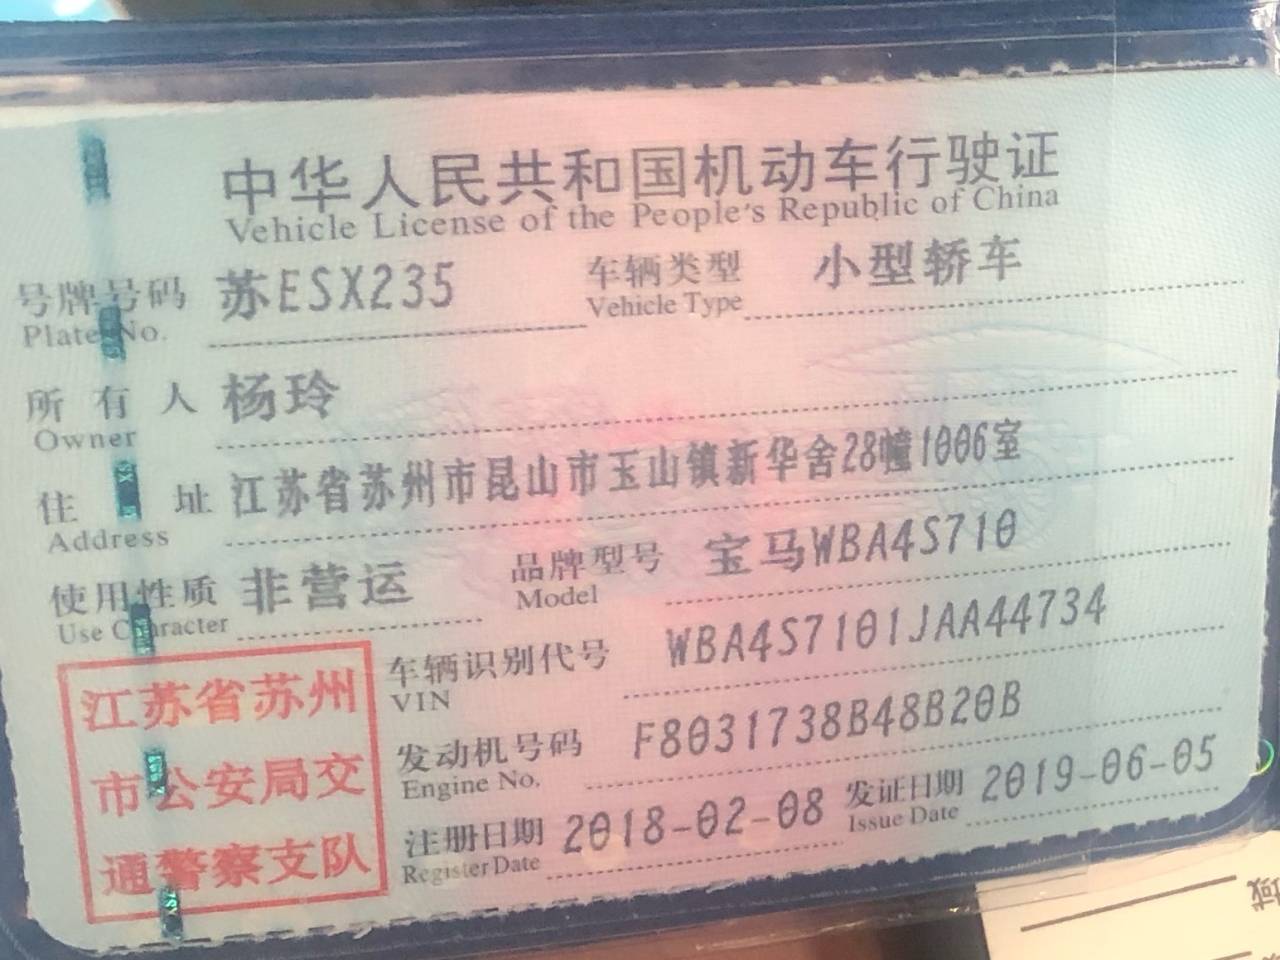 中华人民共和国机动车行驶证
Vehicle License of the People's Republic of China
号牌号码 苏ESX235 车辆类型 小型轿车
Plate No. Vehicle Type
所有人 杨玲
Owner
住址 江苏省苏州市昆山市玉山镇新华舍28幢1006室
Address
使用性质 非营运 品牌型号 宝马WBA4S710
Use Character Model
车辆识别代号 WBA4S7101JAA44734
VIN
发动机号码 F8031738B48B20B
Engine No.
注册日期 2018-02-08 发证日期 2019-06-05
Register Date Issue Date
江苏省苏州
市公安局交
通警察支队